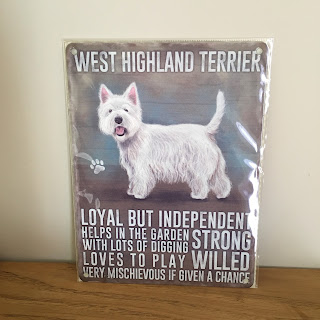 WEST HIGHLAND TERRIER
LOYAL BUT INDEPENDENT
HELPS IN THE GARDEN
WITH LOTS OF DIGGING
STRONG
LOVES TO PLAY
WILLED
VERY MISCHIEVOUS IF GIVEN A CHANCE